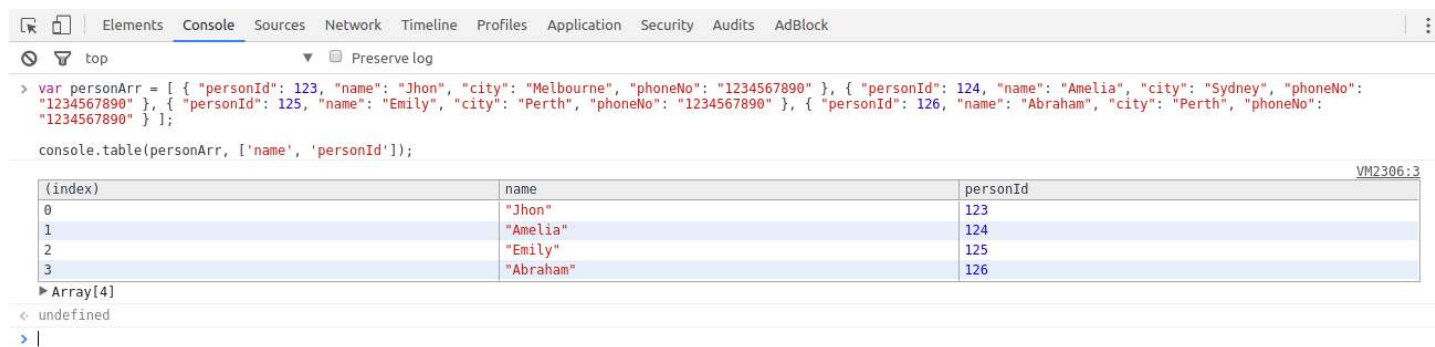 Elements Console Sources Network Timeline Profiles Application Security Audits AdBlock
top Preserve log
var personArr = [ { "personId": 123, "name": "Jhon", "city": "Melbourne", "phoneNo": "1234567890" }, { "personId": 124, "name": "Amelia", "city": "Sydney", "phoneNo":
"1234567890" }, { "personId": 125, "name": "Emily", "city": "Perth", "phoneNo": "1234567890" }, { "personId": 126, "name": "Abraham", "city": "Perth", "phoneNo":
"1234567890" } ];
console.table(personArr, ['name', 'personId']);
VM2306:3
(index) name personId
0 "Jhon" 123
1 "Amelia" 124
2 "Emily" 125
3 "Abraham" 126
Array[4]
undefined